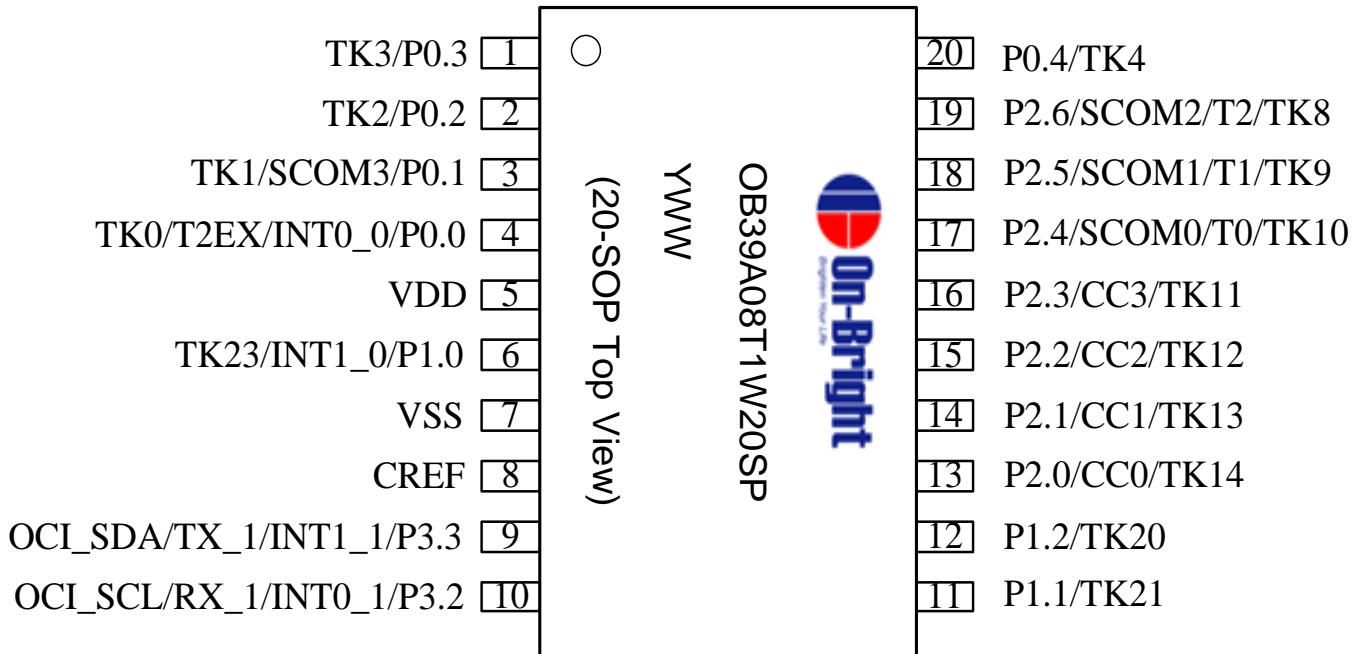 TK3/P0.3 1
TK2/P0.2 2
TK1/SCOM3/P0.1 3
TK0/T2EX/INT0_0/P0.0 4
VDD 5
TK23/INT1_0/P1.0 6
VSS 7
CREF 8
OCI_SDA/TX_1/INT1_1/P3.3 9
OCI_SCL/RX_1/INT0_1/P3.2 10
On-Bright
Brighten Your Life
OB39A08T1W20SP
YWW
(20-SOP Top View)
20 P0.4/TK4
19 P2.6/SCOM2/T2/TK8
18 P2.5/SCOM1/T1/TK9
17 P2.4/SCOM0/T0/TK10
16 P2.3/CC3/TK11
15 P2.2/CC2/TK12
14 P2.1/CC1/TK13
13 P2.0/CC0/TK14
12 P1.2/TK20
11 P1.1/TK21